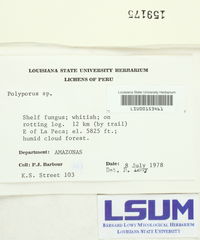 159175
LOUISIANA STATE UNIVERSITY HERBARIUM
LICHENS OF PERU
Polyporus sp.
Louisiana State University Herbarium
Shelf fungus; whitish; on
rotting log. 12 km (by trail)
E of La Peca; el. 5825 ft.;
humid cloud forest.
Department: AMAZONAS
Coll: P.J. Barbour
8 July 1978
Det.
K.S. Street 103
LSUM
BERNARD LOWY MYCOLOGICAL HERBARIUM
LOUISIANA STATE UNIVERSITY